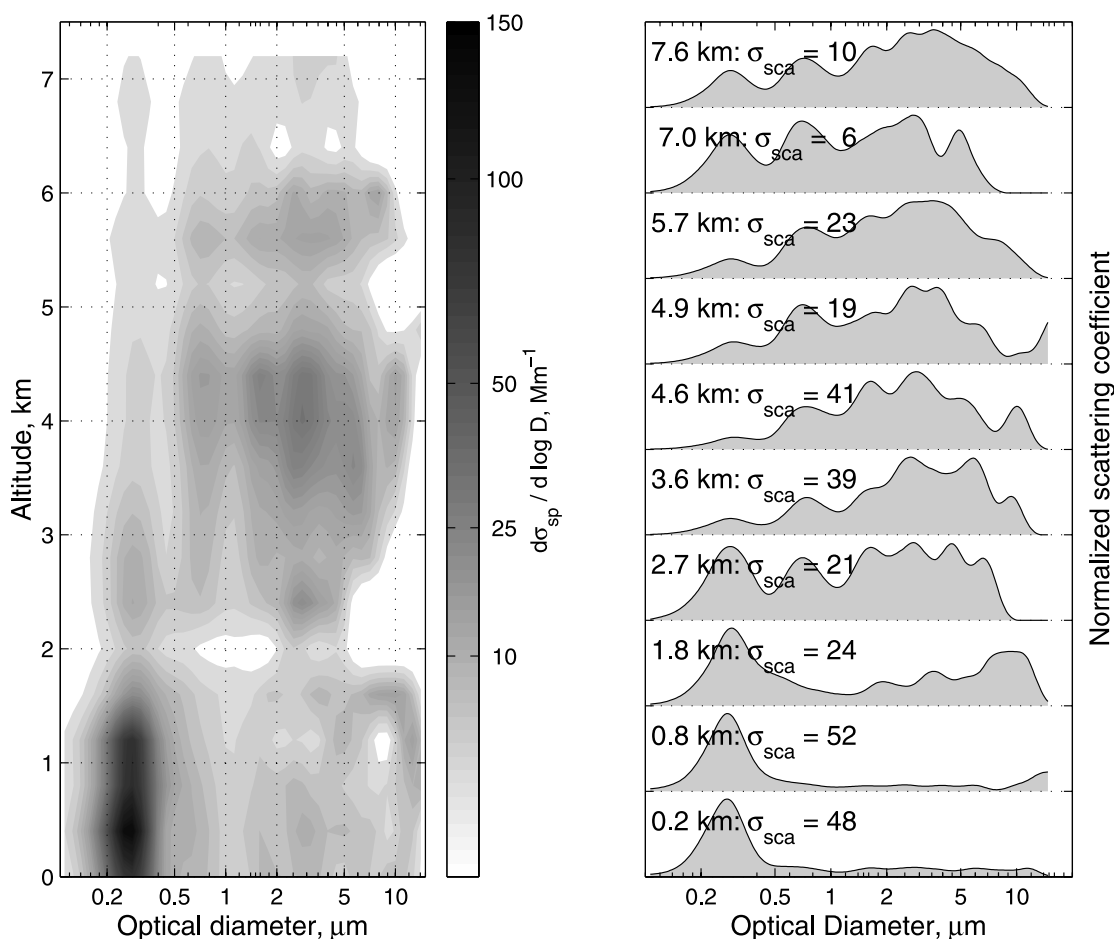 7
6
5
4
3
2
1
0
Altitude, km
0.2 0.5 1 2 5 10
Optical diameter, μm
150
100
50
25
10
dσsp / d log D, Mm−1
7.6 km: σsca = 10
7.0 km: σsca = 6
5.7 km: σsca = 23
4.9 km: σsca = 19
4.6 km: σsca = 41
3.6 km: σsca = 39
2.7 km: σsca = 21
1.8 km: σsca = 24
0.8 km: σsca = 52
0.2 km: σsca = 48
0.2 0.5 1 2 5 10
Optical Diameter, μm
Normalized scattering coefficient